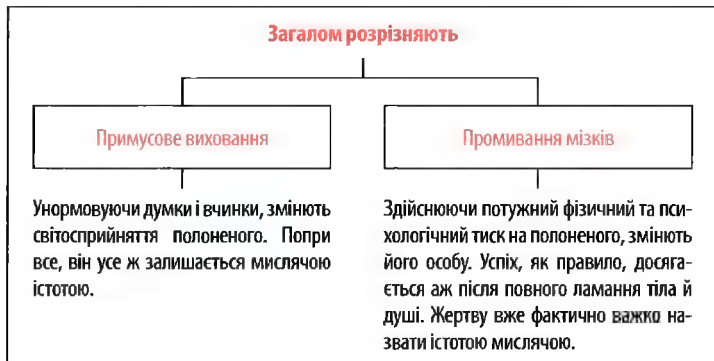 Загалом розрізняють
Примусове виховання
Промивання мізків
Унормовуючи думки і вчинки, змінють
світосприйняття полоненого. Попри
все, він усе ж залишається мислячою
істотою.
Здійснюючи потужний фізичний та пси-
хологічний тиск на полоненого, змінють
його особу. Успіх, як правило, досяга-
ється аж після повного ламання тіла й
душі. Жертву вже фактично важко на-
звати істотою мислячою.